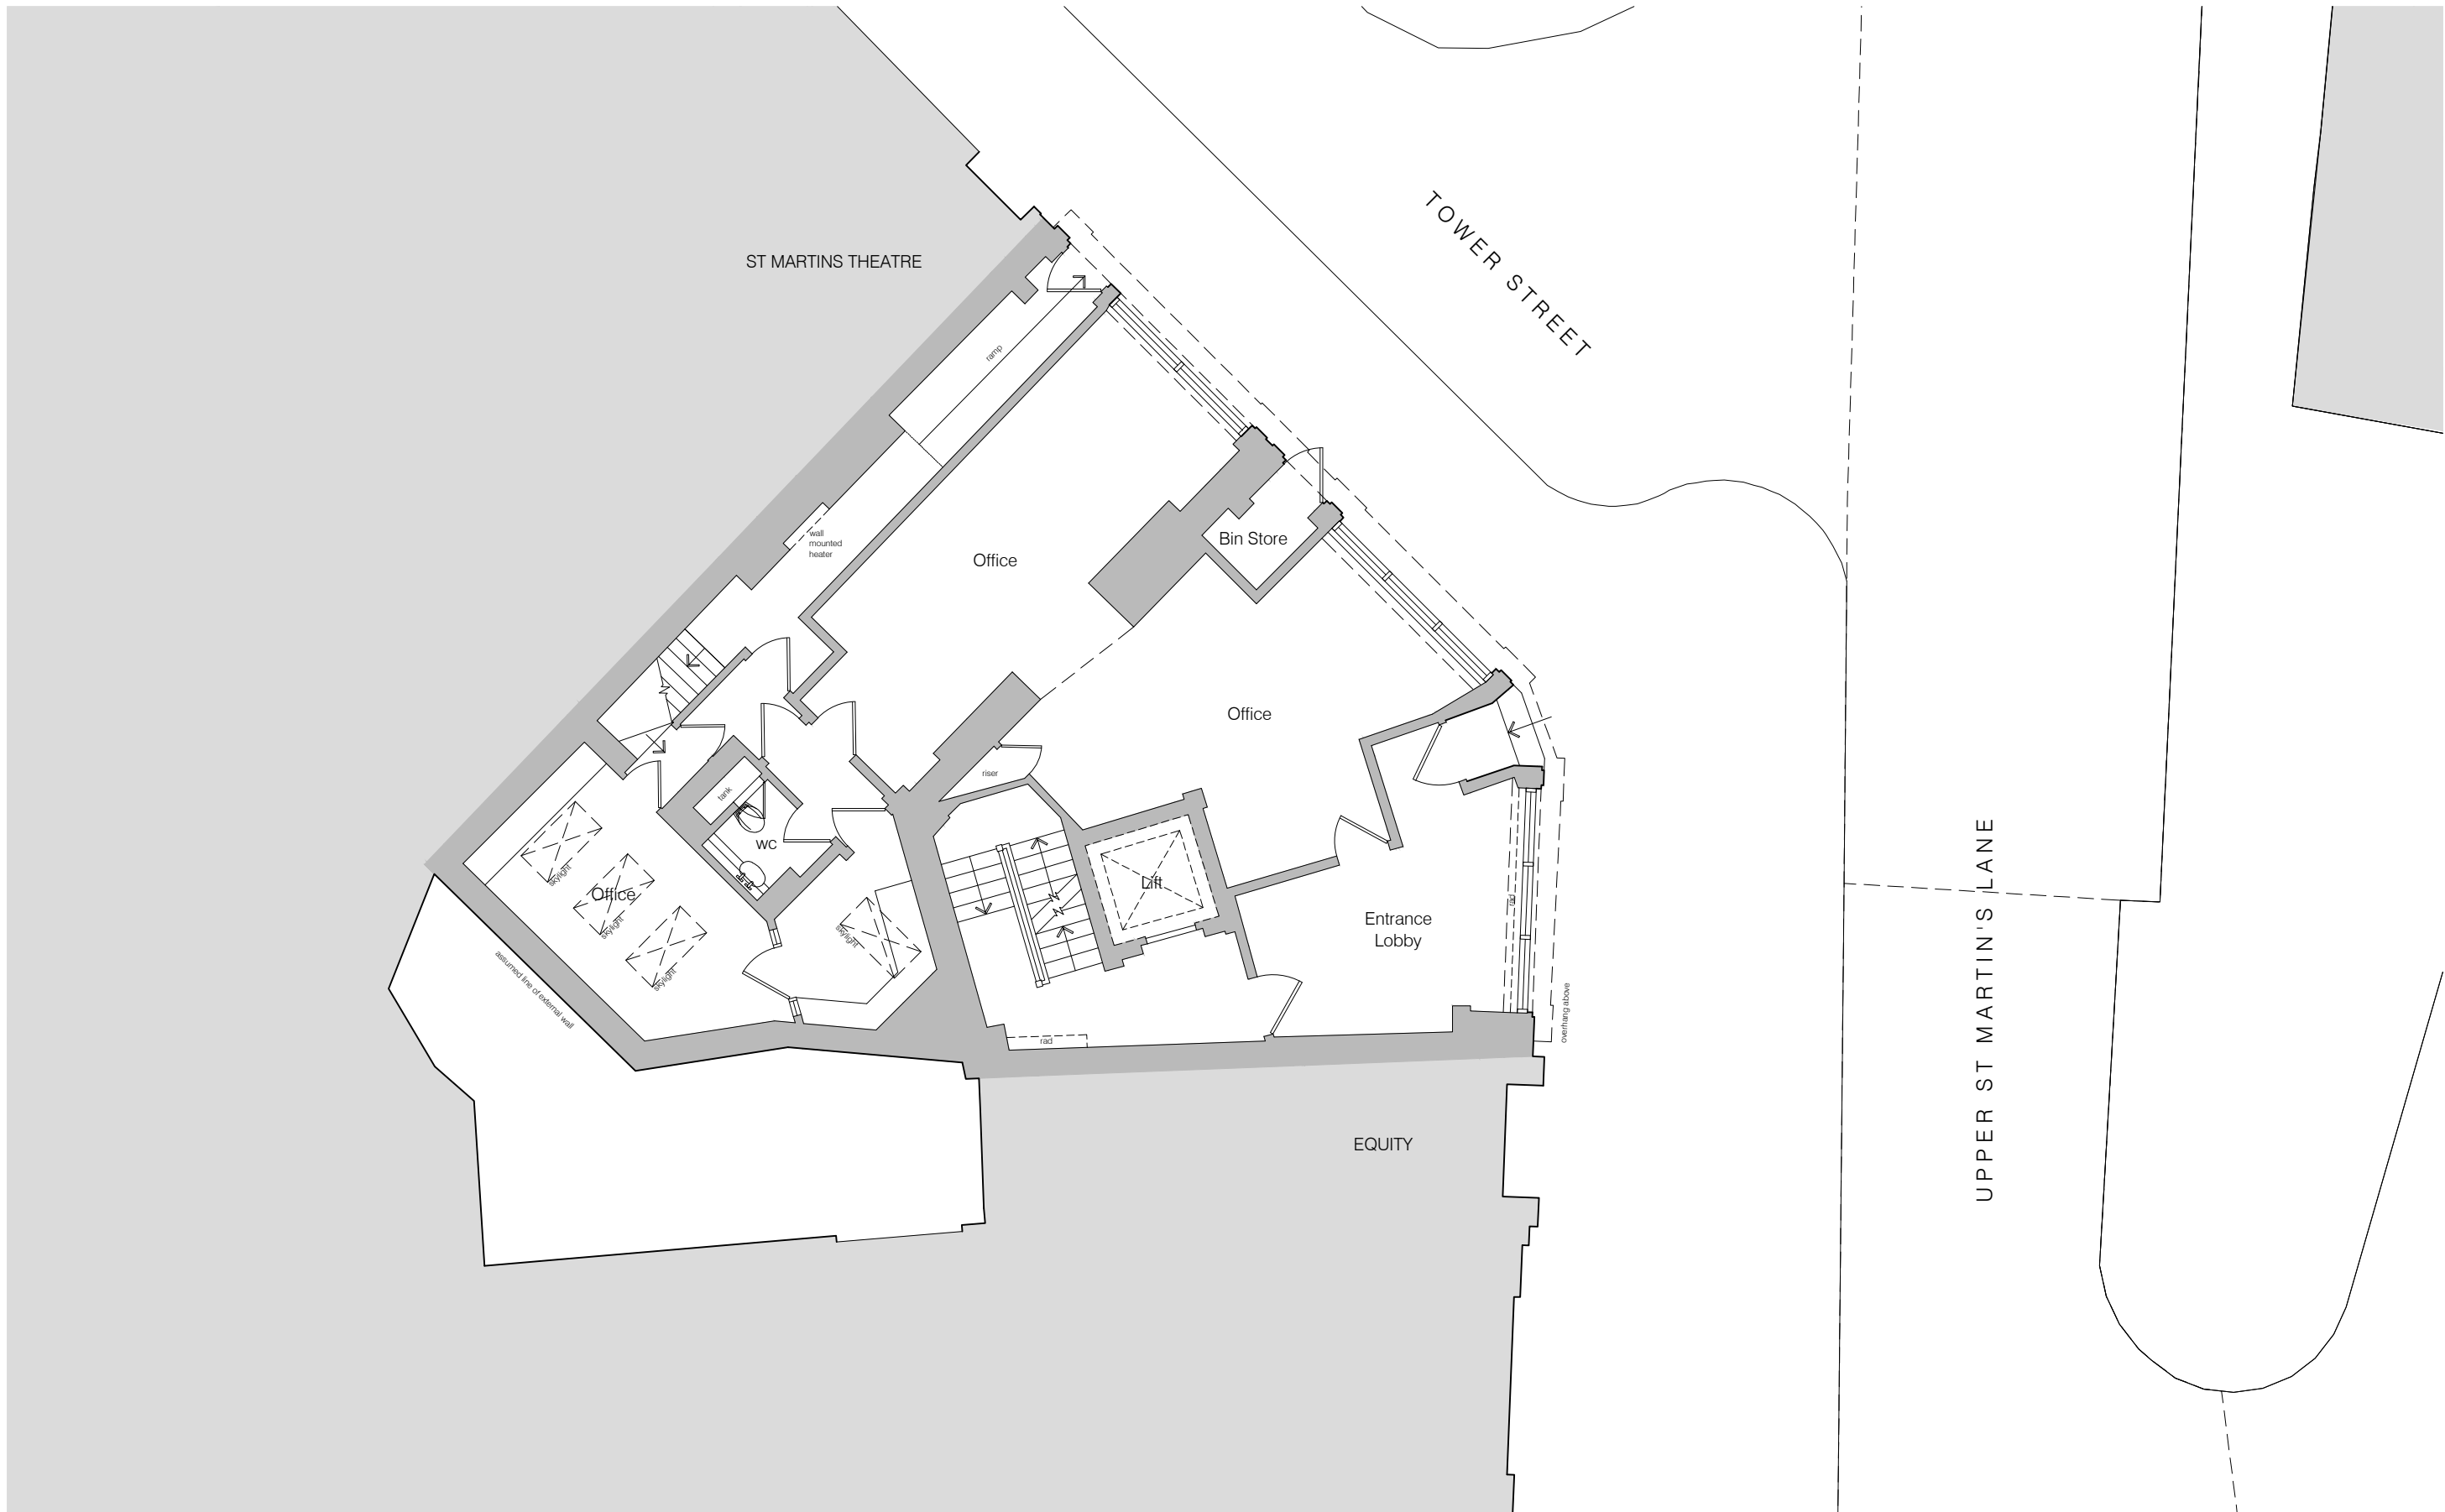 TOWER STREET
ST MARTINS THEATRE
ramp
wall
mounted
heater
Office
Bin Store
Office
riser
tank
WC
Lift
skylight
Office
skylight
skylight
skylight
rad
Entrance
Lobby
assumed line of external wall
rad
overhang above
UPPER ST MARTIN'S LANE
EQUITY